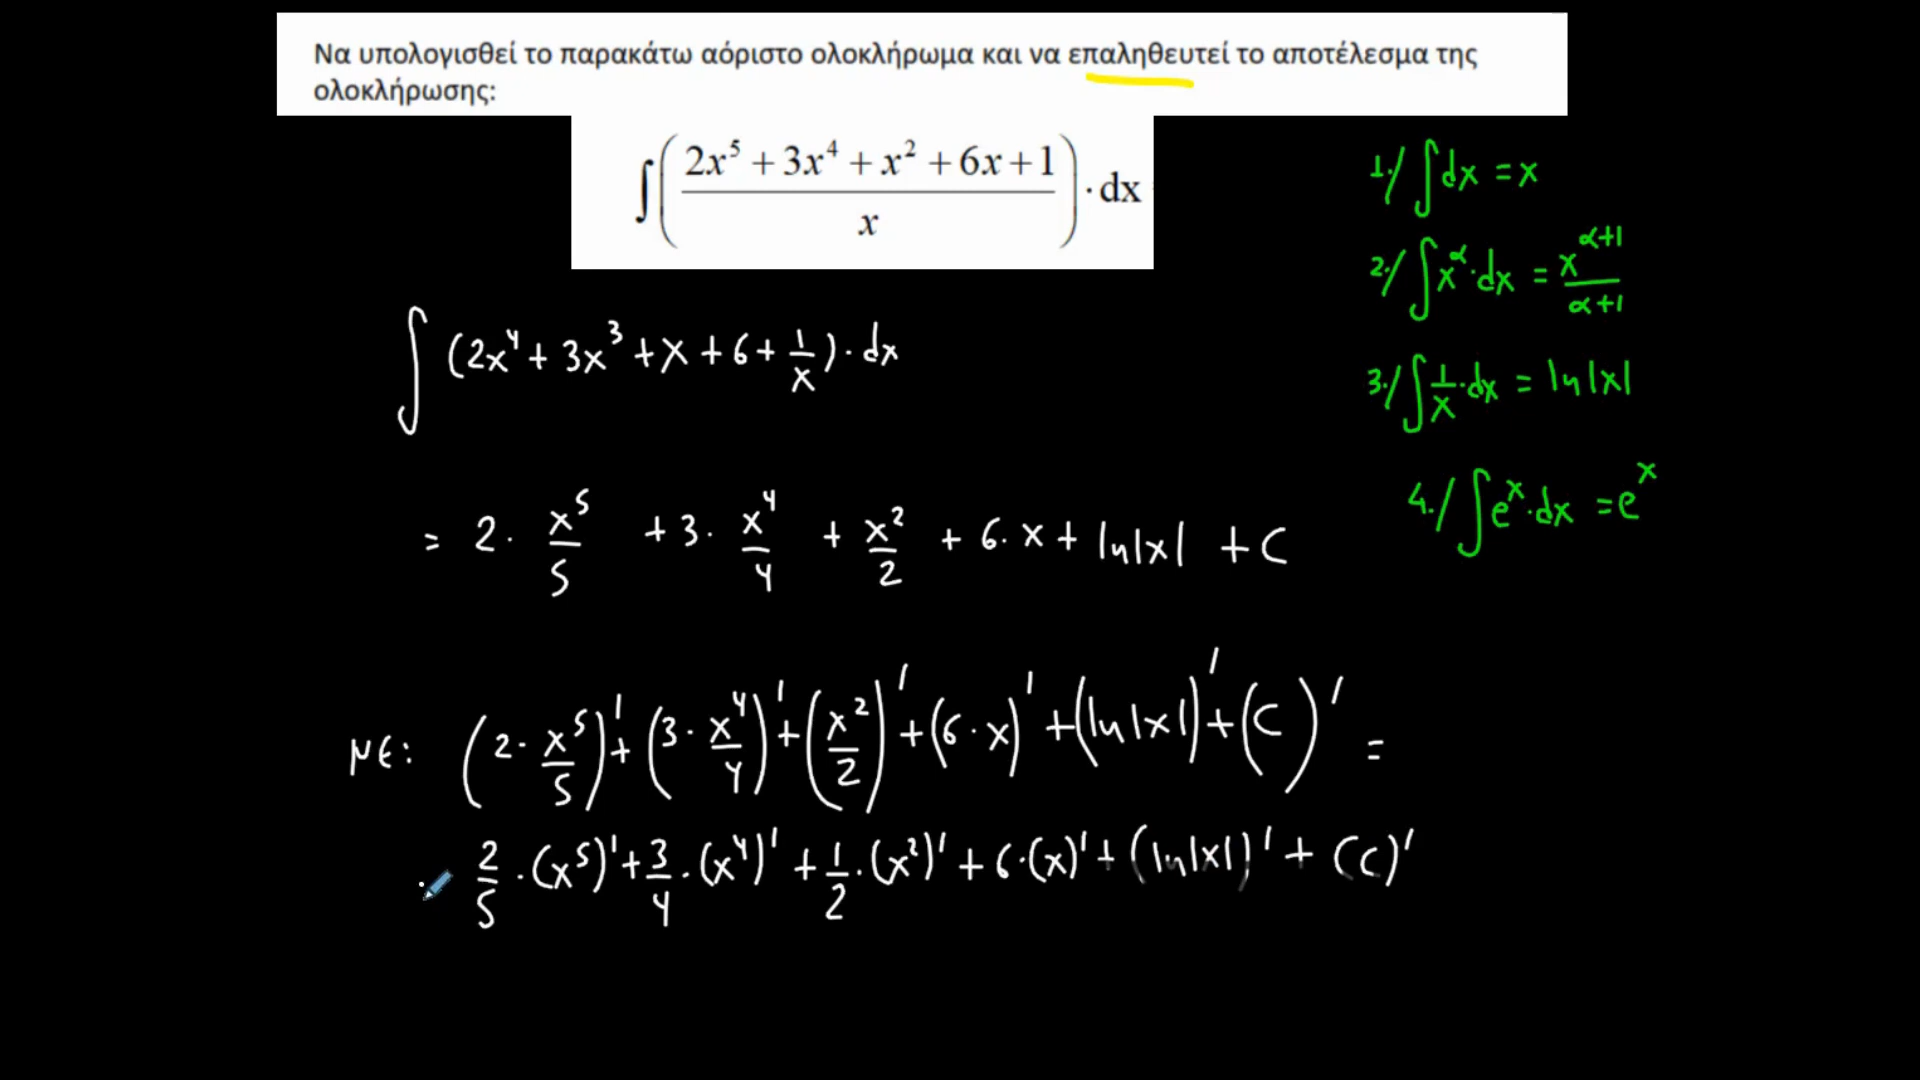 Να υπολογισθεί το παρακάτω αόριστο ολοκλήρωμα και να επαληθευτεί το αποτέλεσμα της
ολοκλήρωσης:
∫((2x⁵ + 3x⁴ + x² + 6x + 1)/x) · dx
1./ ∫dx = x
2./ ∫x^α · dx = x^(α+1)/(α+1)
3./ ∫1/x · dx = ln|x|
4./ ∫e^x · dx = e^x
∫(2x⁴ + 3x³ + x + 6 + 1/x) · dx
= 2 · x⁵/5 + 3 · x⁴/4 + x²/2 + 6 · x + ln|x| + C
με: (2 · x⁵/5)' + (3 · x⁴/4)' + (x²/2)' + (6 · x)' + (ln|x|)' + (C)' =
2/5 · (x⁵)' + 3/4 · (x⁴)' + 1/2 · (x²)' + 6 · (x)' + (ln|x|)' + (C)'